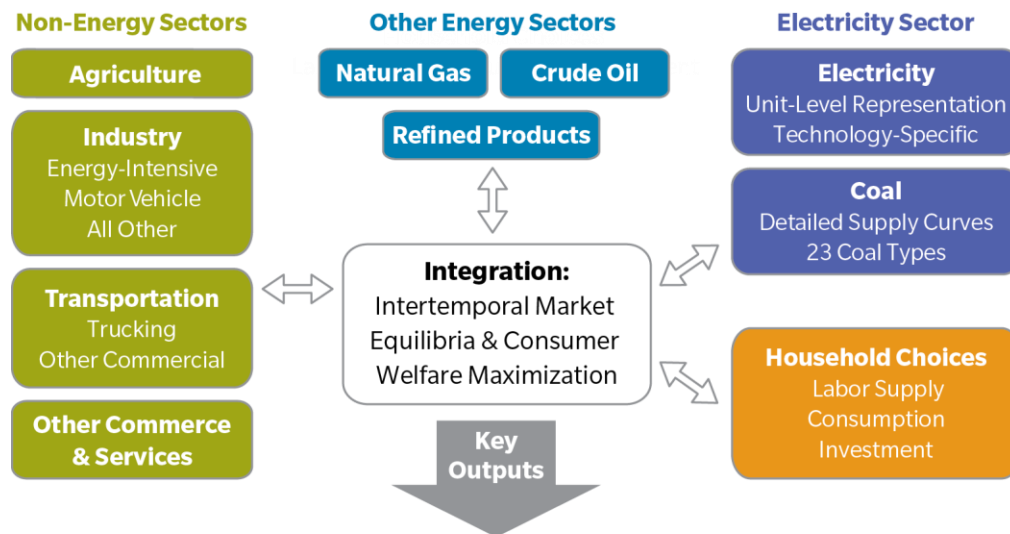 Non-Energy Sectors
Agriculture
Industry
Energy-Intensive
Motor Vehicle
All Other
Transportation
Trucking
Other Commercial
Other Commerce
& Services
Other Energy Sectors
Natural Gas
Crude Oil
Refined Products
Integration:
Intertemporal Market
Equilibria & Consumer
Welfare Maximization
Key
Outputs
Electricity Sector
Electricity
Unit-Level Representation
Technology-Specific
Coal
Detailed Supply Curves
23 Coal Types
Household Choices
Labor Supply
Consumption
Investment